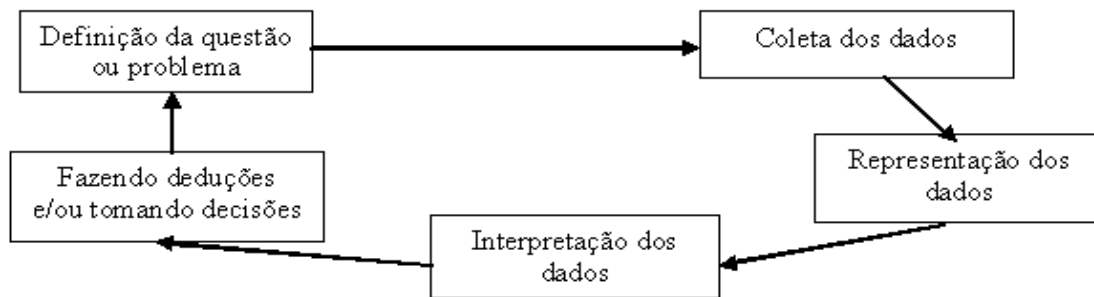 Definição da questão
ou problema
Coleta dos dados
Representação dos
dados
Interpretação dos
dados
Fazendo deduções
e/ou tomando decisões